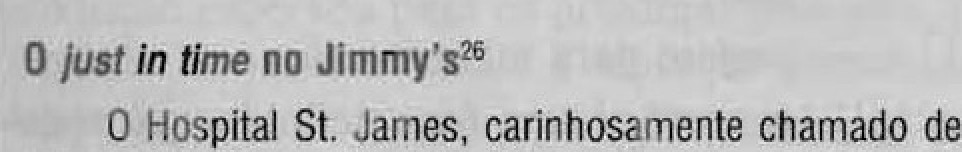 O just in time no Jimmy's²⁶
O Hospital St. James, carinhosamente chamado de